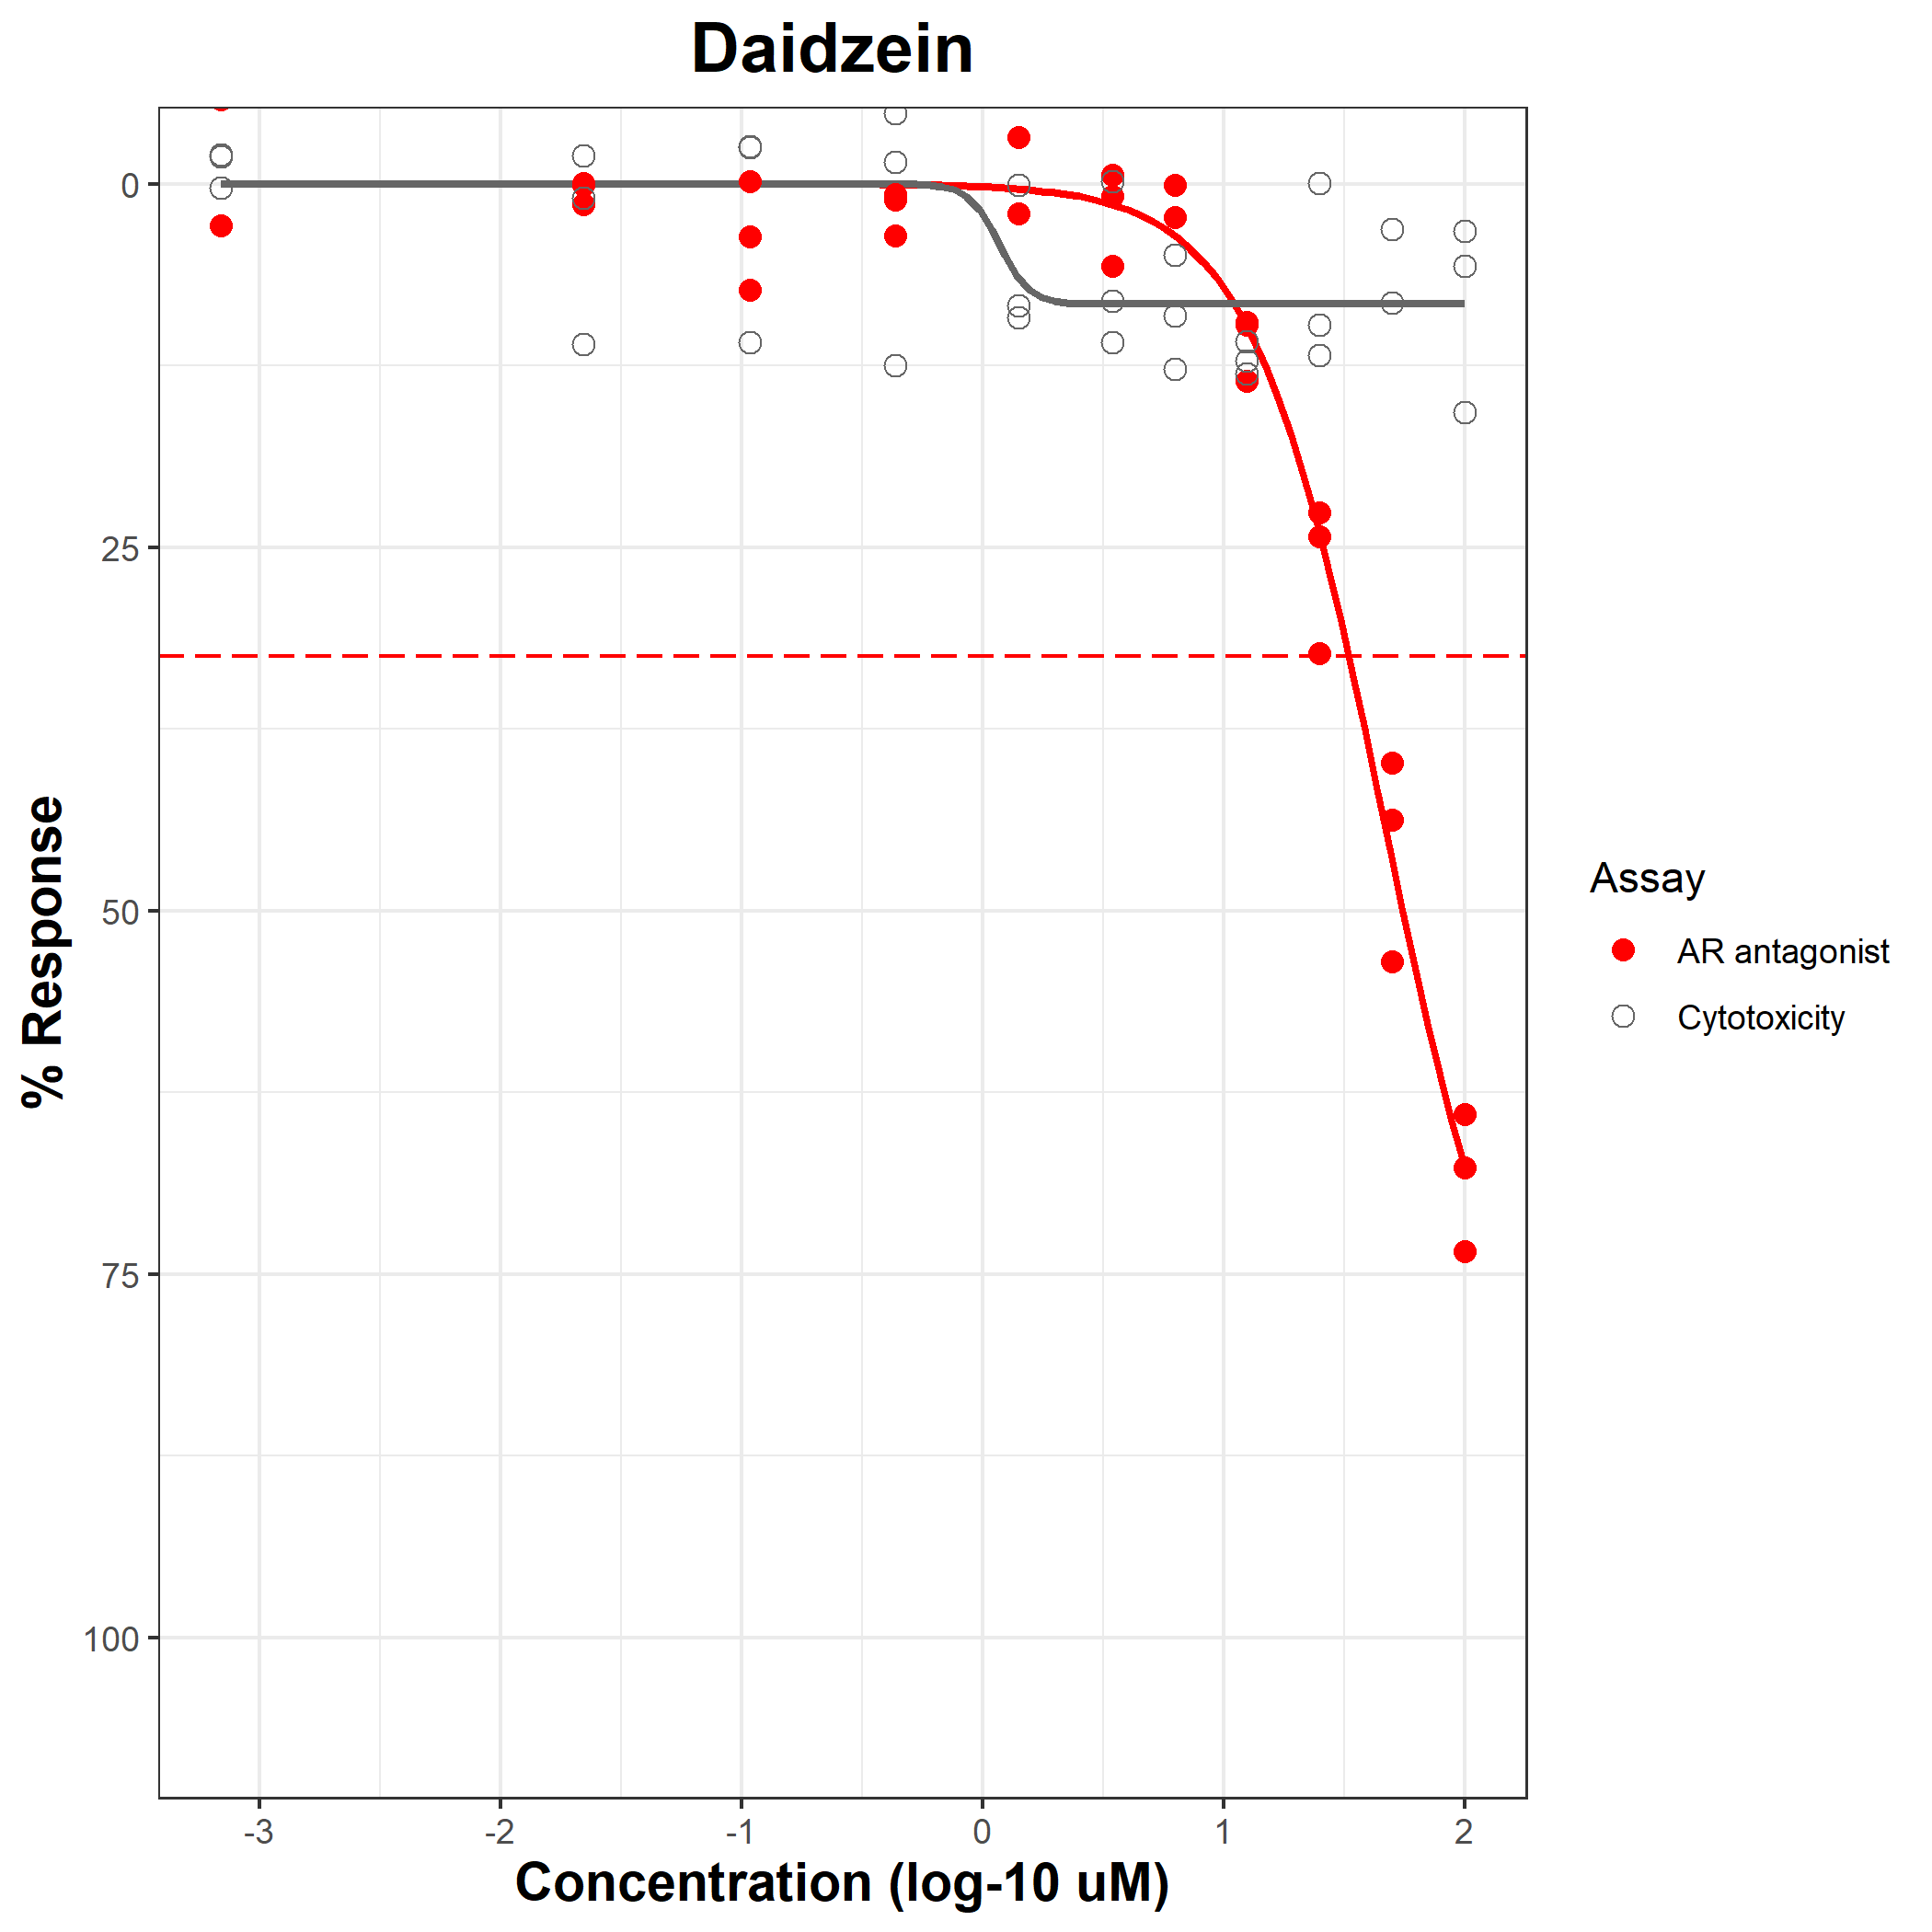 Daidzein
% Response
0
25
50
75
100
-3
-2
-1
0
1
2
Concentration (log-10 uM)
Assay
AR antagonist
Cytotoxicity